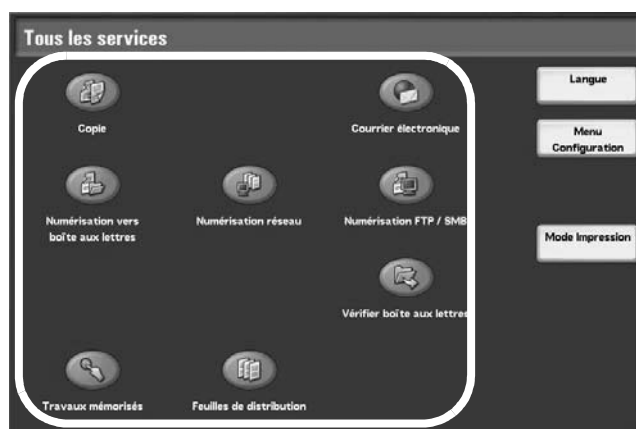 Tous les services
Copie
Courrier électronique
Langue
Menu
Configuration
Numérisation vers
boîte aux lettres
Numérisation réseau
Numérisation FTP / SMB
Mode Impression
Vérifier boîte aux lettres
Travaux mémorisés
Feuilles de distribution